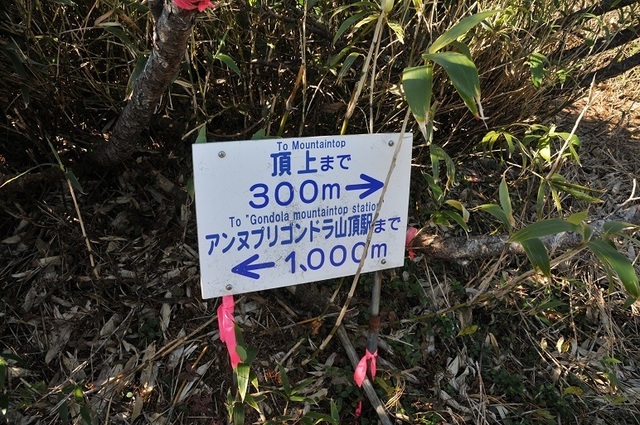 To Mountaintop
頂上まで
300m→
To "Gondola mountaintop station
アンヌプリゴンドラ山頂駅まで
←1,000m